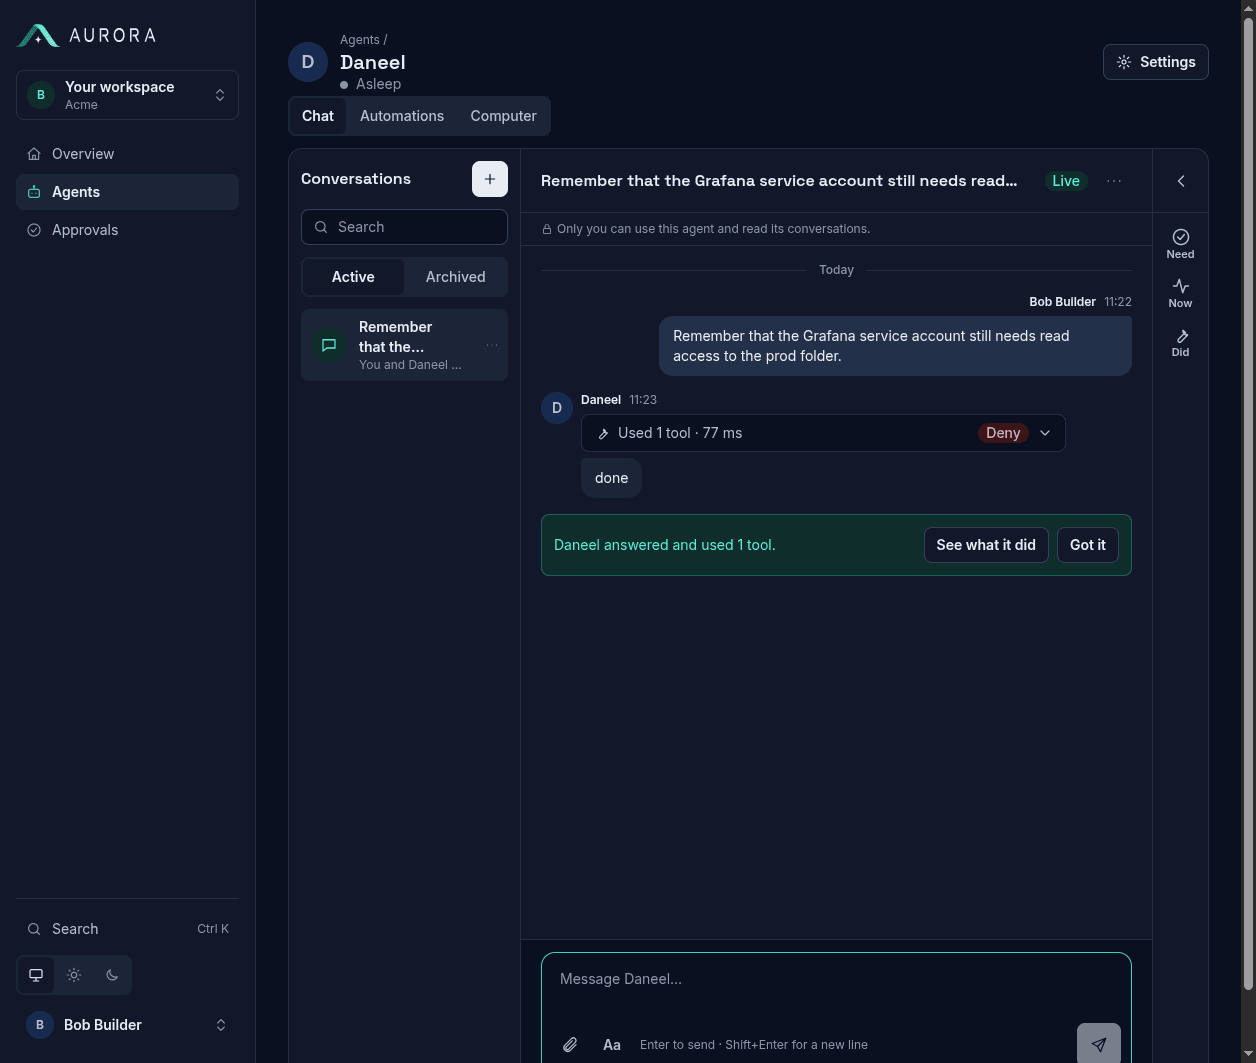 AURORA
B
Your workspace
Acme
Overview
Agents
Approvals
Search
Ctrl K
B
Bob Builder
D
Agents /
Daneel
Asleep
Settings
Chat
Automations
Computer
Conversations
+
Search
Active
Archived
Remember
that the...
You and Daneel ...
Remember that the Grafana service account still needs read...
Live
Only you can use this agent and read its conversations.
Today
Bob Builder 11:22
Remember that the Grafana service account still needs read
access to the prod folder.
D
Daneel 11:23
Used 1 tool · 77 ms
Deny
done
Daneel answered and used 1 tool.
See what it did
Got it
Message Daneel...
Aa
Enter to send · Shift+Enter for a new line
Need
Now
Did